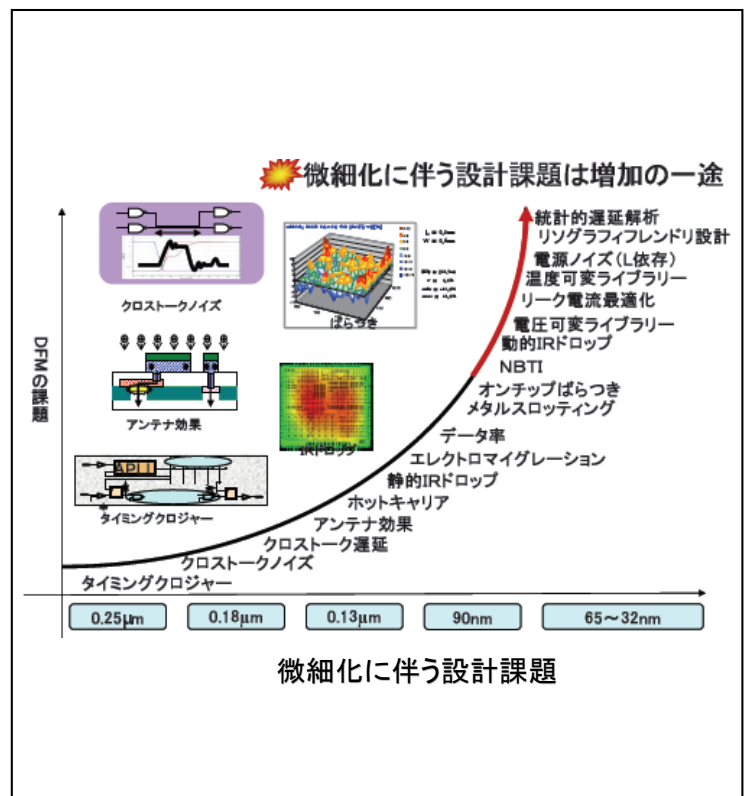 微細化に伴う設計課題は増加の一途
統計的遅延解析
リソグラフィフレンドリ設計
電源ノイズ(L依存)
温度可変ライブラリー
リーク電流最適化
電圧可変ライブラリー
動的IRドロップ
NBTI
オンチップばらつき
メタルスロッティング
データ率
エレクトロマイグレーション
静的IRドロップ
ホットキャリア
アンテナ効果
クロストーク遅延
クロストークノイズ
タイミングクロジャー
DFMの課題
クロストークノイズ
ばらつき
アンテナ効果
IRドロップ
タイミングクロジャー
0.25μm
0.18μm
0.13μm
90nm
65～32nm
微細化に伴う設計課題